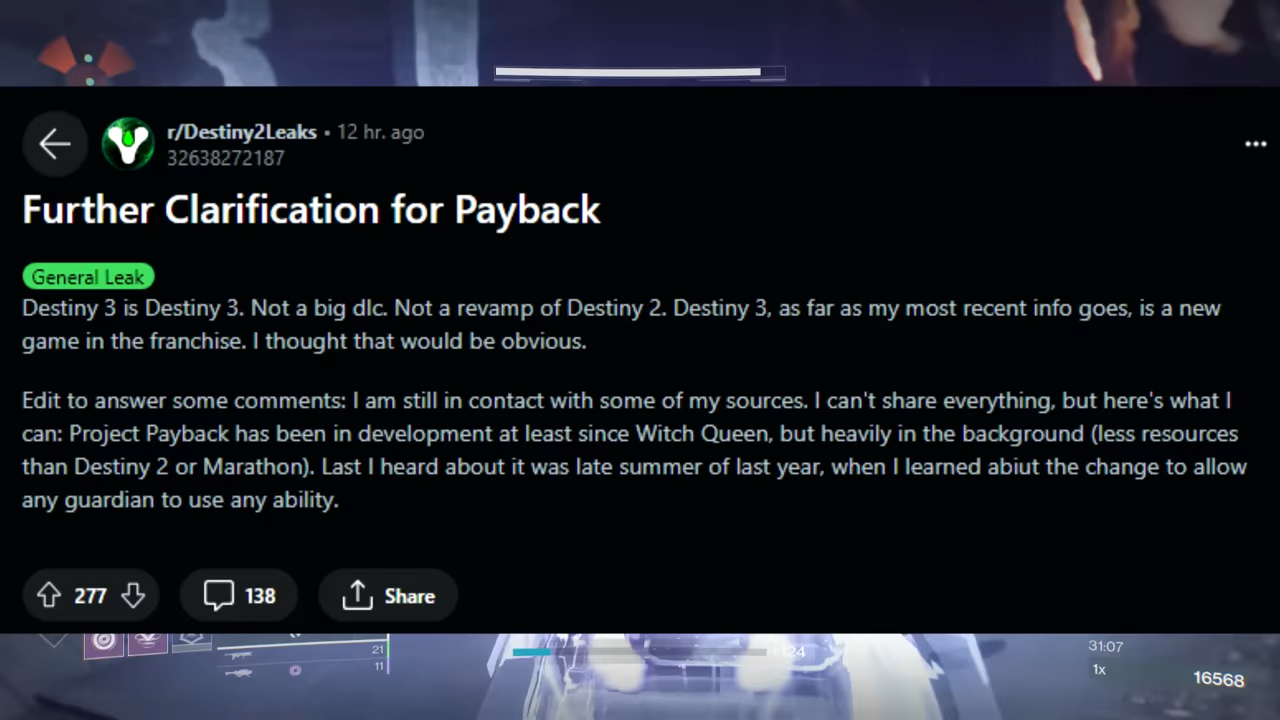 r/Destiny2Leaks • 12 hr. ago
32638272187
Further Clarification for Payback
General Leak
Destiny 3 is Destiny 3. Not a big dlc. Not a revamp of Destiny 2. Destiny 3, as far as my most recent info goes, is a new
game in the franchise. I thought that would be obvious.
Edit to answer some comments: I am still in contact with some of my sources. I can't share everything, but here's what I
can: Project Payback has been in development at least since Witch Queen, but heavily in the background (less resources
than Destiny 2 or Marathon). Last I heard about it was late summer of last year, when I learned abiut the change to allow
any guardian to use any ability.
277
138
Share
21
11
31:07
1x
16568